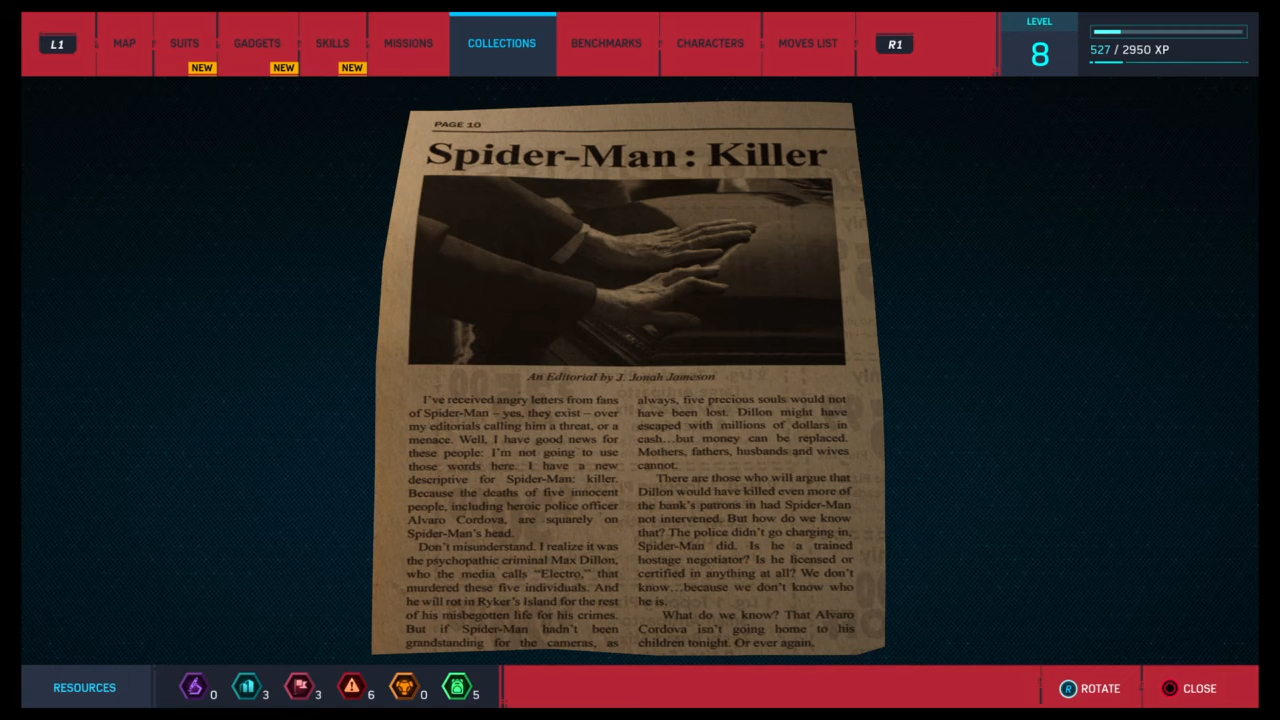 L1
MAP
SUITS
GADGETS
SKILLS
MISSIONS
COLLECTIONS
BENCHMARKS
CHARACTERS
MOVES LIST
R1
NEW
NEW
NEW
LEVEL
8
527 / 2950 XP
PAGE 10
Spider-Man: Killer
An Editorial by J. Jonah Jameson
I've received angry letters from fans
of Spider-Man – yes, they exist – over
my editorials calling him a threat, or a
menace. Well, I have good news for
these people: I'm not going to use
those words here. I have a new
descriptive for Spider-Man: killer.
Because the deaths of five innocent
people, including heroic police officer
Alvaro Cordova, are squarely on
Spider-Man's head.
Don't misunderstand. I realize it was
the psychopathic criminal Max Dillon,
who the media calls "Electro," that
murdered these five individuals. And
he will rot in Ryker's Island for the rest
of his misbegotten life for his crimes.
But if Spider-Man hadn't been
grandstanding for the cameras, as
always, five precious souls would not
have been lost. Dillon might have
escaped with millions of dollars in
cash...but money can be replaced.
Mothers, fathers, husbands and wives
cannot.
There are those who will argue that
Dillon would have killed even more of
the bank's patrons in had Spider-Man
not intervened. But how do we know
that? The police didn't go charging in,
Spider-Man did. Is he a trained
hostage negotiator? Is he licensed or
certified in anything at all? We don't
know...because we don't know who
he is.
What do we know? That Alvaro
Cordova isn't going home to his
children tonight. Or ever again.
RESOURCES
0
3
3
6
0
5
R ROTATE
CLOSE